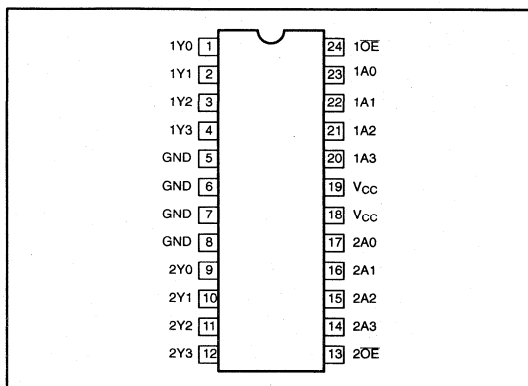 1Y0 1 24 1O̅E̅
1Y1 2 23 1A0
1Y2 3 22 1A1
1Y3 4 21 1A2
GND 5 20 1A3
GND 6 19 VCC
GND 7 18 VCC
GND 8 17 2A0
2Y0 9 16 2A1
2Y1 10 15 2A2
2Y2 11 14 2A3
2Y3 12 13 2O̅E̅